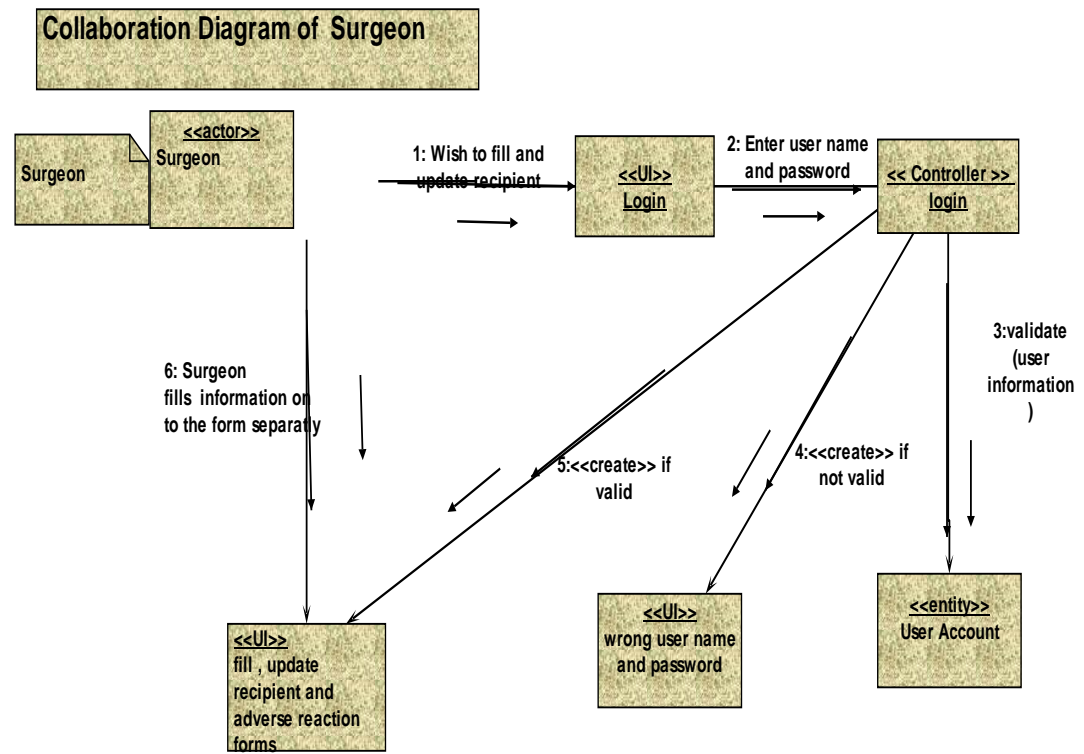 Collaboration Diagram of Surgeon
Surgeon
<<actor>>
Surgeon
1: Wish to fill and
update recipient
<<UI>>
Login
2: Enter user name
and password
<< Controller >>
login
3:validate
(user
information
)
6: Surgeon
fills information on
to the form separatly
5:<<create>> if
valid
4:<<create>> if
not valid
<<UI>>
fill , update
recipient and
adverse reaction
forms
<<UI>>
wrong user name
and password
<<entity>>
User Account